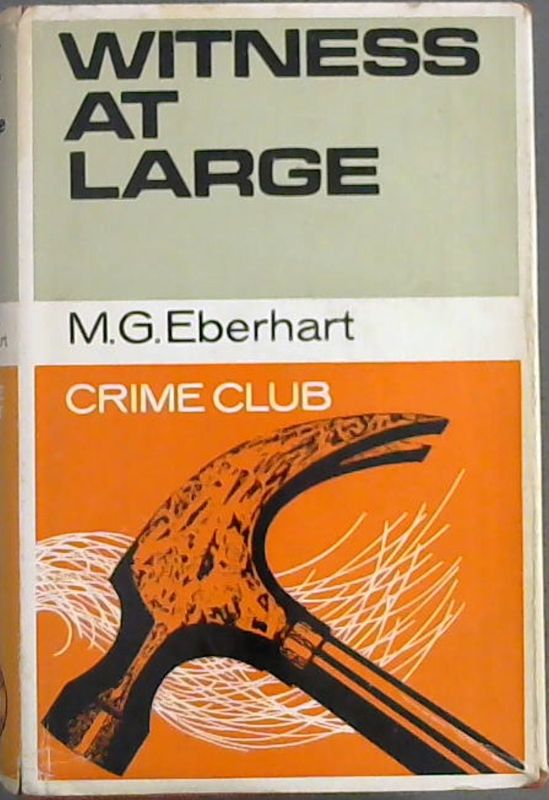 WITNESS
AT
LARGE
M.G.Eberhart
CRIME CLUB